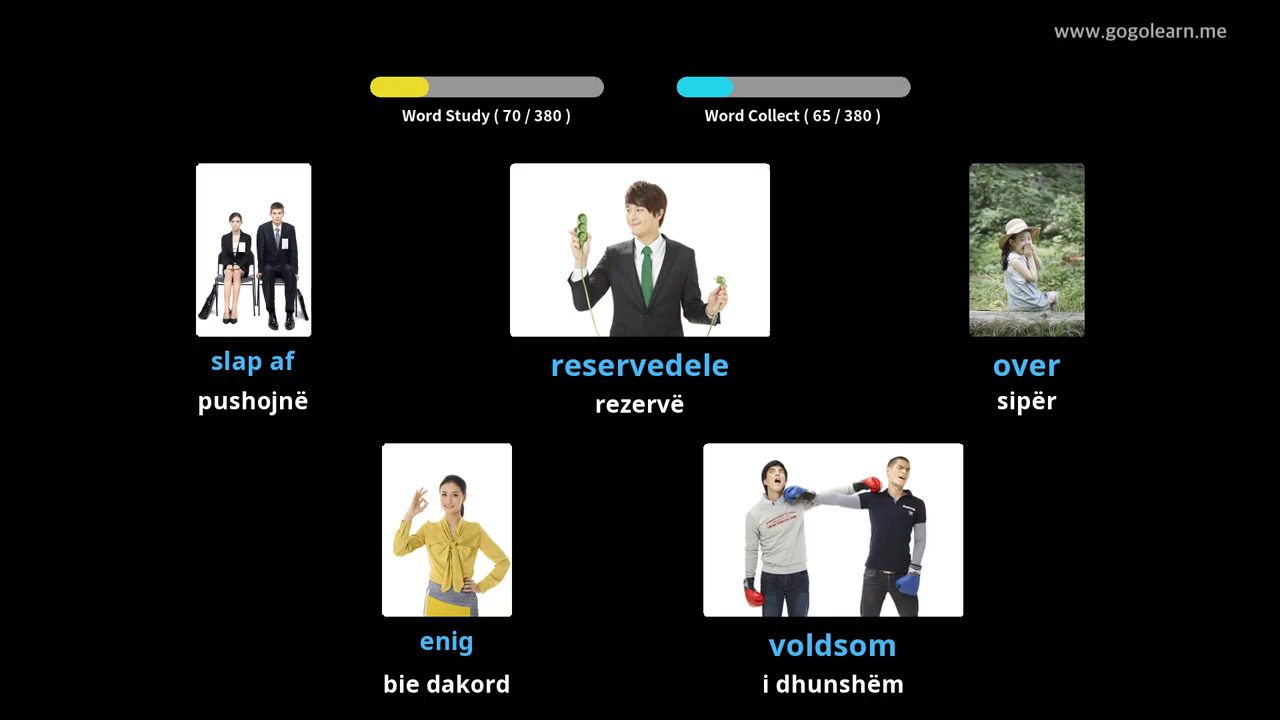 www.gogolearn.me
Word Study ( 70 / 380 )
Word Collect ( 65 / 380 )
slap af
pushojnë
reservedele
rezervë
over
sipër
enig
bie dakord
voldsom
i dhunshëm